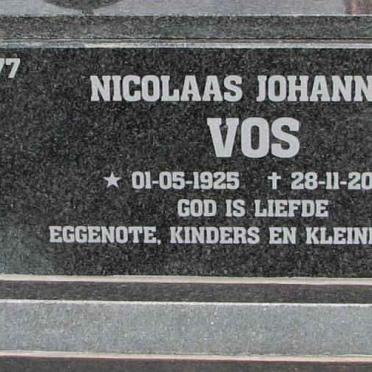 77
NICOLAAS JOHANN
VOS
★ 01-05-1925 † 28-11-20
GOD IS LIEFDE
EGGENOTE, KINDERS EN KLEIN